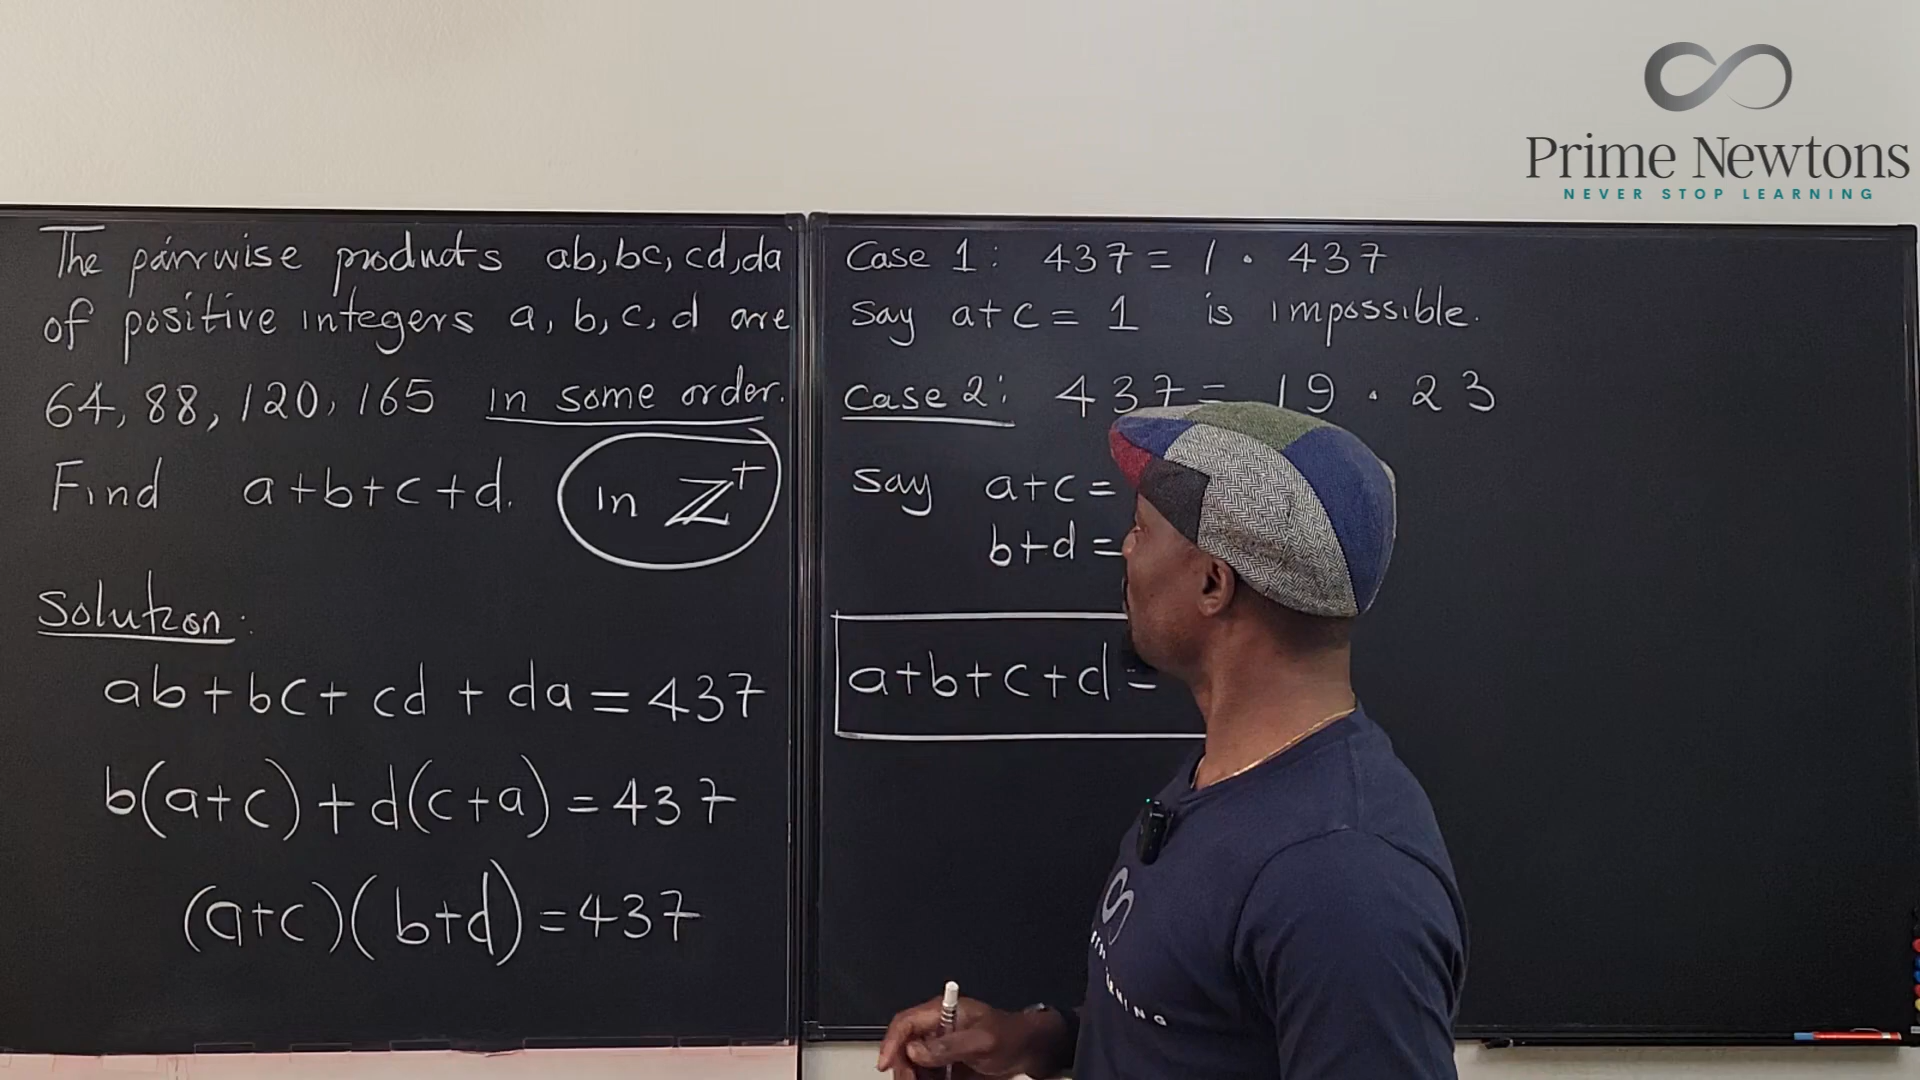 Prime Newtons
NEVER STOP LEARNING
The pairwise products ab, bc, cd, da
of positive integers a, b, c, d are
64, 88, 120, 165 in some order.
Find a+b+c+d. in ℤ⁺
Solution:
ab + bc + cd + da = 437
b(a+c) + d(c+a) = 437
(a+c)(b+d) = 437
Case 1: 437 = 1 · 437
Say a+c = 1 is impossible.
Case 2: 437 = 19 · 23
Say a+c =
b+d =
a+b+c+d =